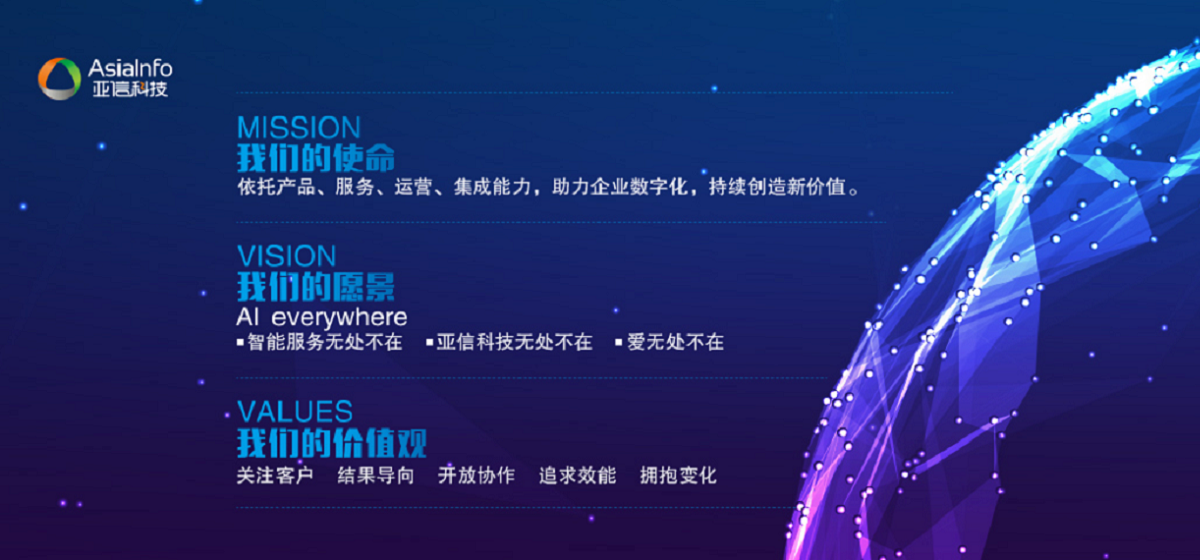 AsiaInfo
亚信科技
MISSION
我们的使命
依托产品、服务、运营、集成能力，助力企业数字化，持续创造新价值。
VISION
我们的愿景
AI everywhere
▪智能服务无处不在 ▪亚信科技无处不在 ▪爱无处不在
VALUES
我们的价值观
关注客户 结果导向 开放协作 追求效能 拥抱变化